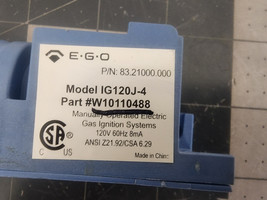 E.G.O
P/N: 83.21000.000
Model IG120J-4
Part #W10110488
Manually Operated Electric
Gas Ignition Systems
120V 60Hz 8mA
ANSI Z21.92/CSA 6.29
C US
Made in China